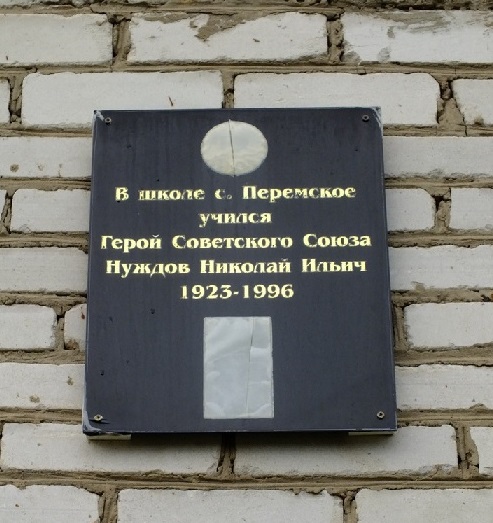 В школе с. Перемское
учился
Герой Советского Союза
Нуждов Николай Ильич
1923-1996